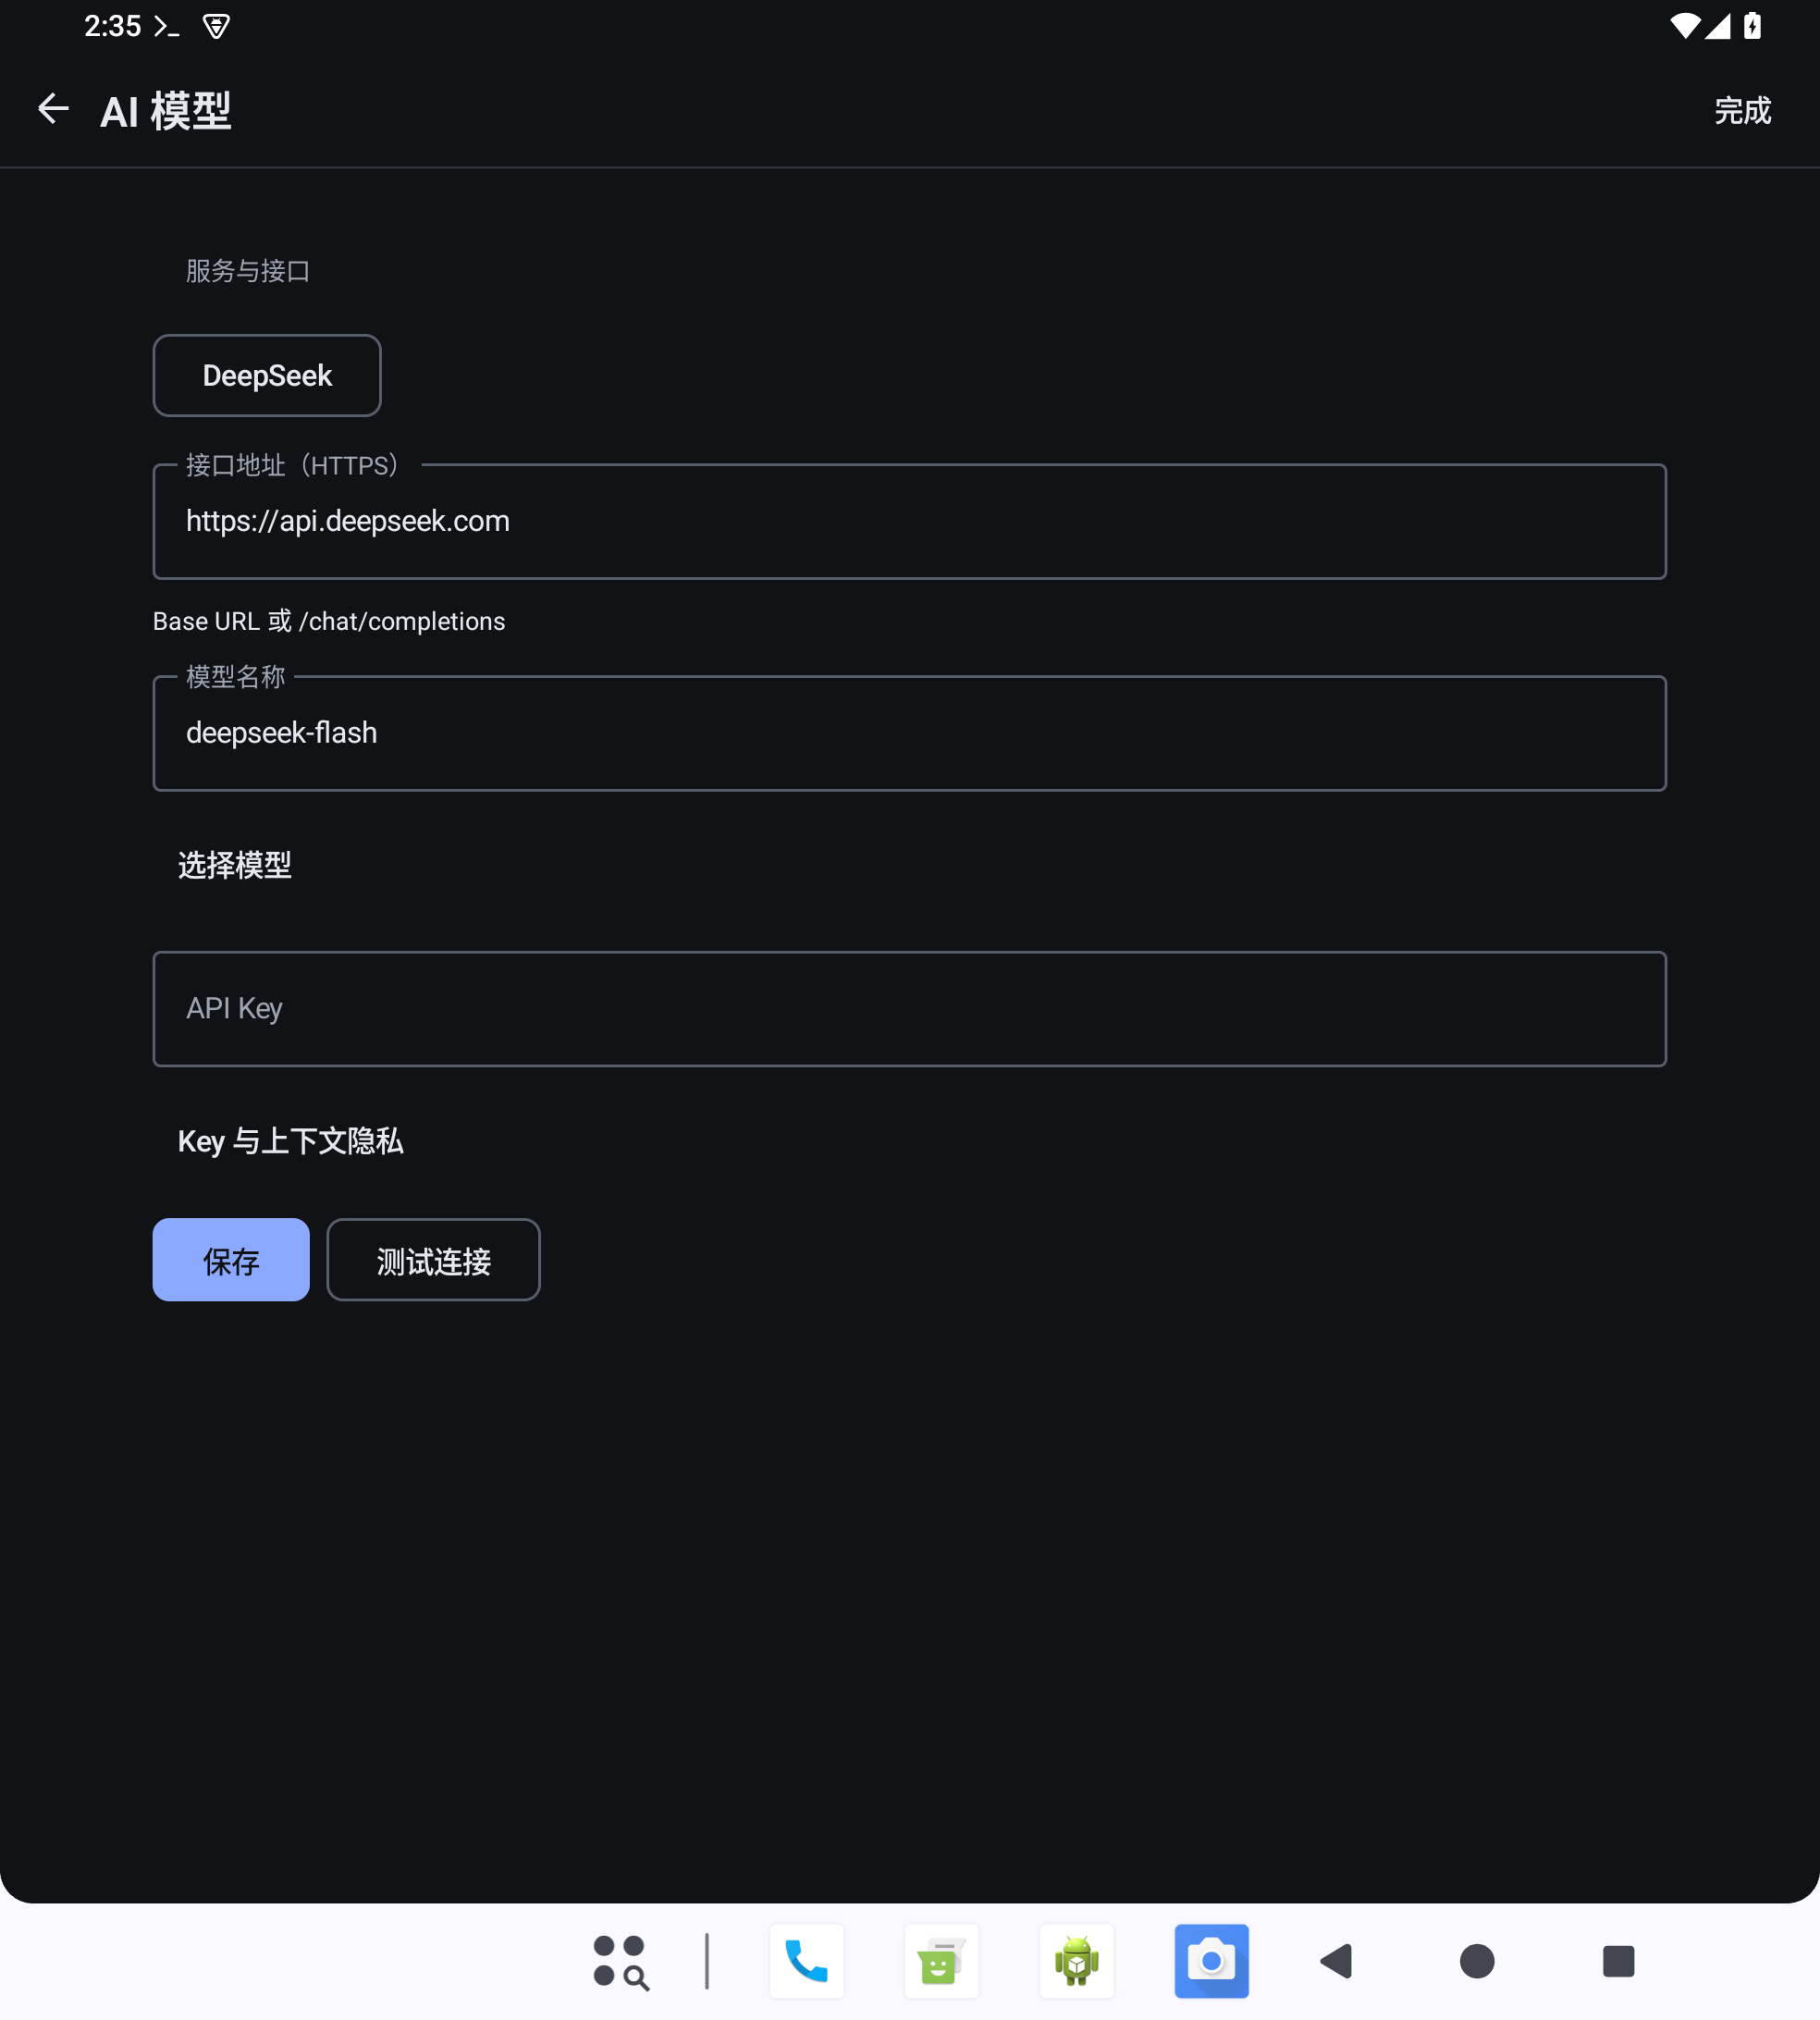 2:35
AI 模型
完成
服务与接口
DeepSeek
接口地址（HTTPS）
https://api.deepseek.com
Base URL 或 /chat/completions
模型名称
deepseek-flash
选择模型
API Key
Key 与上下文隐私
保存
测试连接